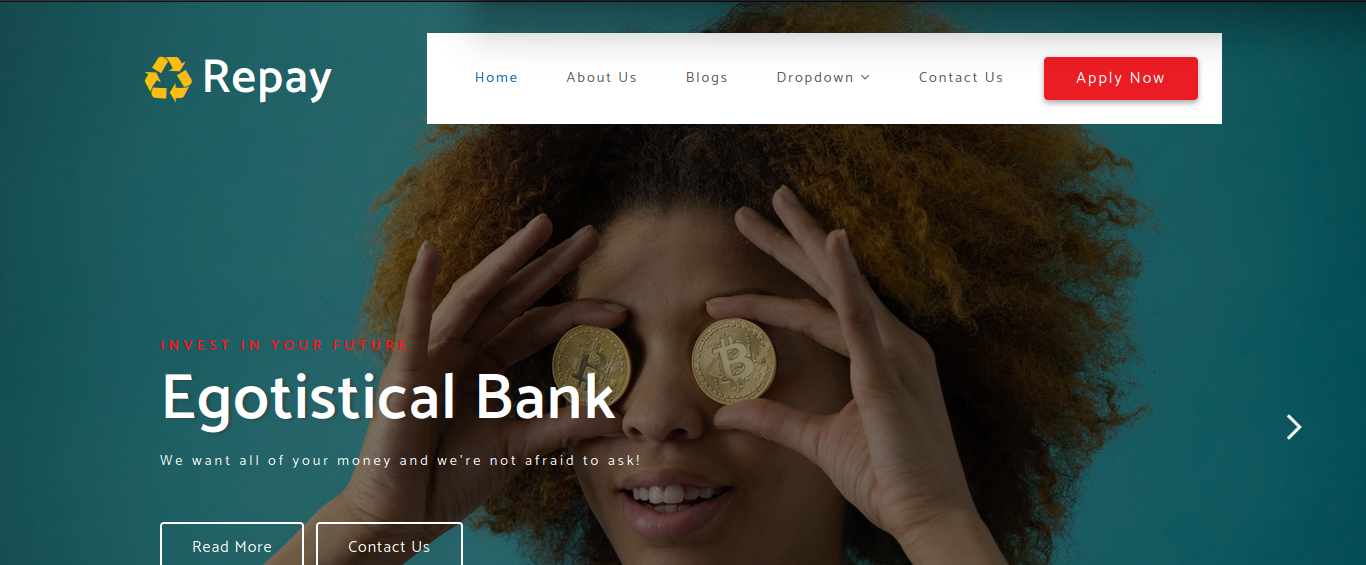 Repay
Home About Us Blogs Dropdown Contact Us Apply Now
INVEST IN YOUR FUTURE
Egotistical Bank
We want all of your money and we're not afraid to ask!
Read More Contact Us